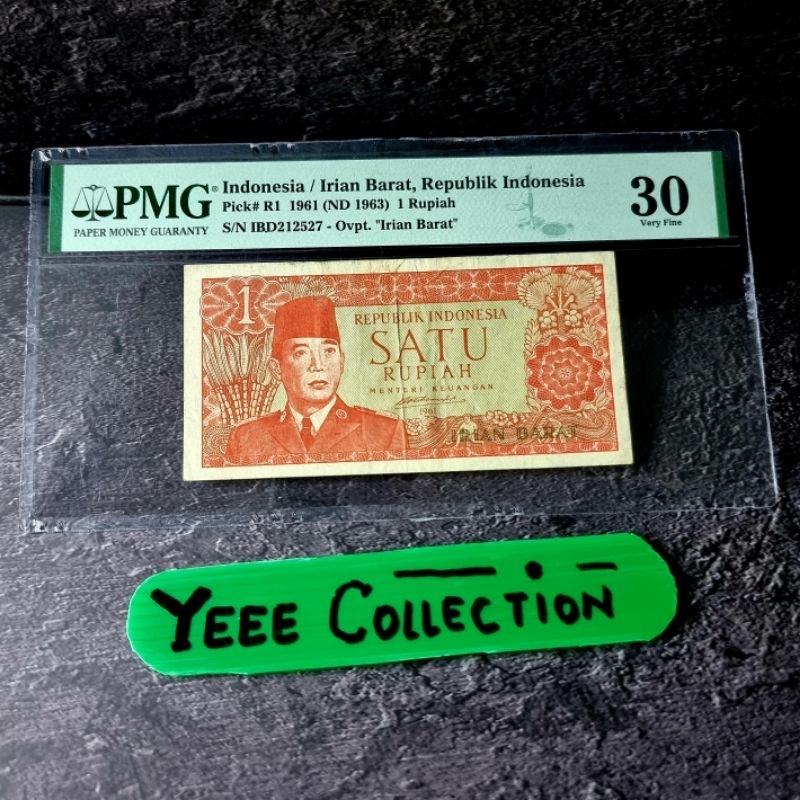 PMG®
PAPER MONEY GUARANTY
Indonesia / Irian Barat, Republik Indonesia
Pick# R1 1961 (ND 1963) 1 Rupiah
S/N IBD212527 - Ovpt. "Irian Barat"
30
Very Fine
1
REPUBLIK INDONESIA
SATU
RUPIAH
MENTERI KEUANGAN
1961
IRIAN BARAT
YEEE COLLECTION